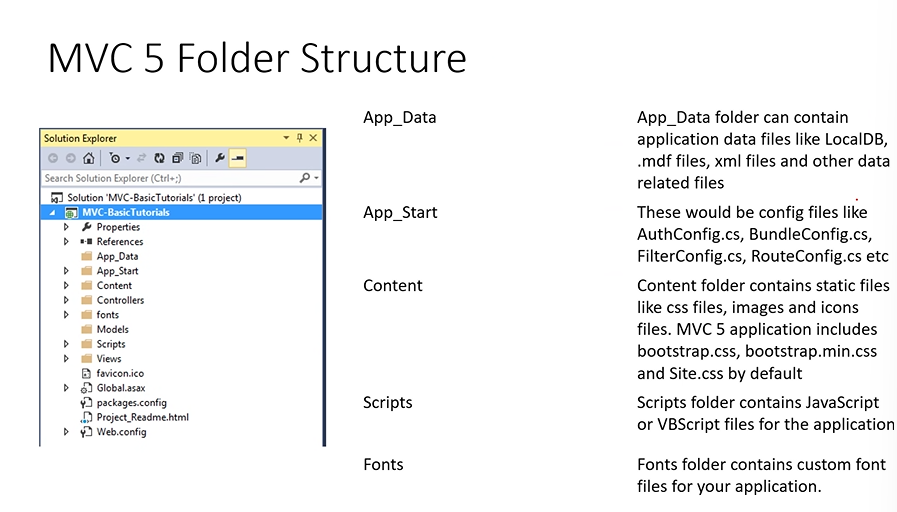 MVC 5 Folder Structure
Solution Explorer
Search Solution Explorer (Ctrl+;)
Solution 'MVC-BasicTutorials' (1 project)
MVC-BasicTutorials
Properties
References
App_Data
App_Start
Content
Controllers
fonts
Models
Scripts
Views
favicon.ico
Global.asax
packages.config
Project_Readme.html
Web.config
App_Data
App_Data folder can contain
application data files like LocalDB,
.mdf files, xml files and other data
related files
App_Start
These would be config files like
AuthConfig.cs, BundleConfig.cs,
FilterConfig.cs, RouteConfig.cs etc
Content
Content folder contains static files
like css files, images and icons
files. MVC 5 application includes
bootstrap.css, bootstrap.min.css
and Site.css by default
Scripts
Scripts folder contains JavaScript
or VBScript files for the application
Fonts
Fonts folder contains custom font
files for your application.